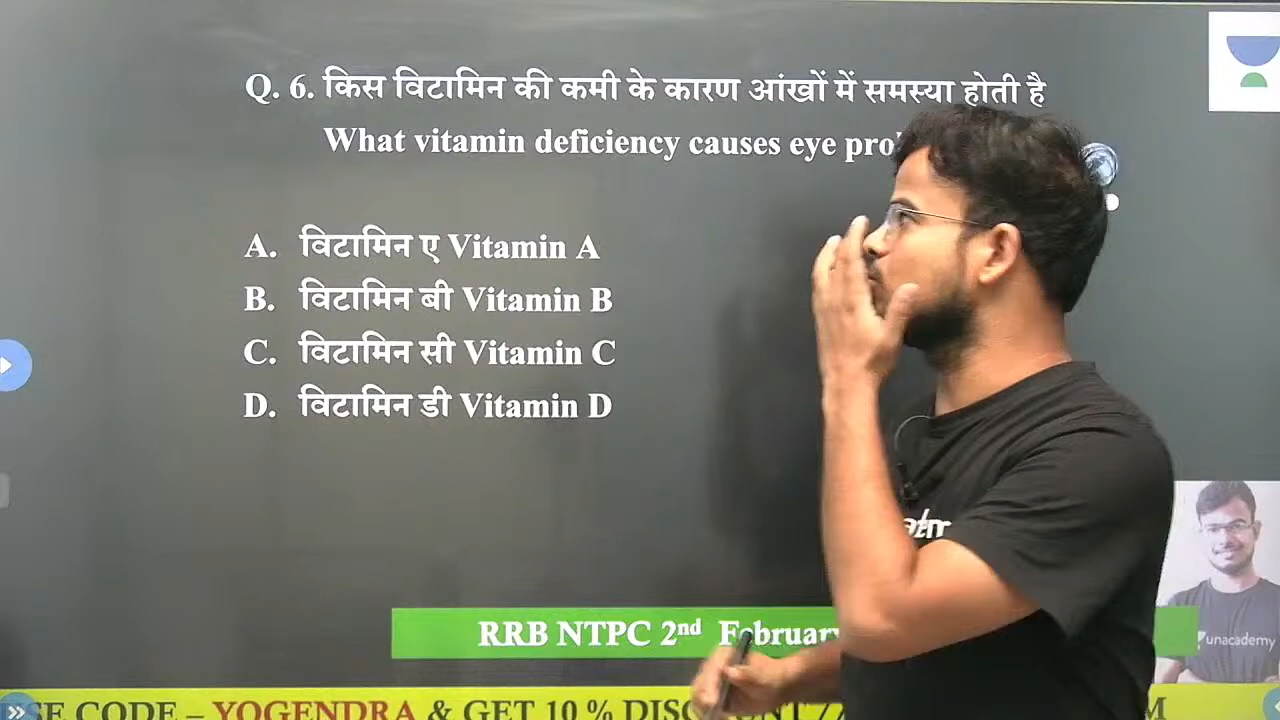 Q. 6. किस विटामिन की कमी के कारण आंखों में समस्या होती है
What vitamin deficiency causes eye
A. विटामिन ए Vitamin A
B. विटामिन बी Vitamin B
C. विटामिन सी Vitamin C
D. विटामिन डी Vitamin D
RRB NTPC 2nd February
unacademy
CODE – YOGENDRA & GET 10 %